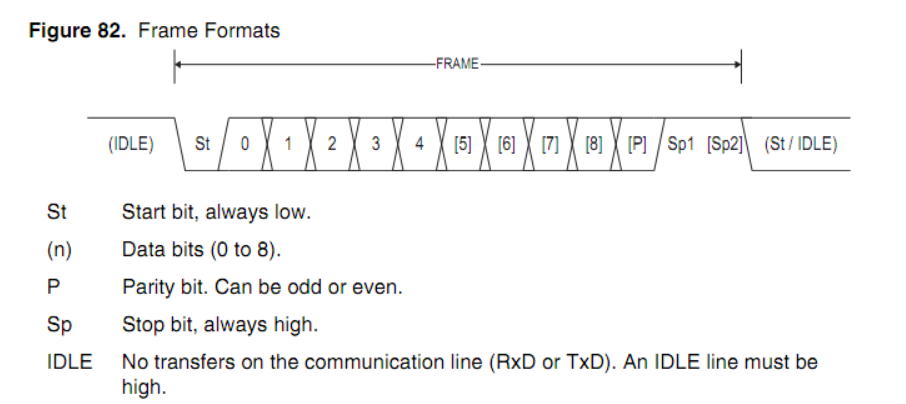 Figure 82. Frame Formats
FRAME
(IDLE) St 0 1 2 3 4 [5] [6] [7] [8] [P] Sp1 [Sp2] (St / IDLE)
St Start bit, always low.
(n) Data bits (0 to 8).
P Parity bit. Can be odd or even.
Sp Stop bit, always high.
IDLE No transfers on the communication line (RxD or TxD). An IDLE line must be
high.